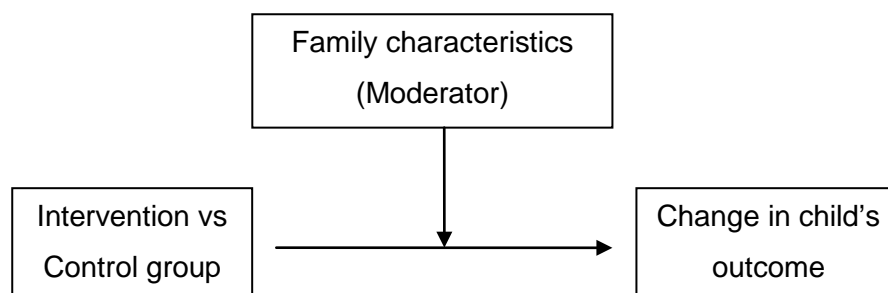 Family characteristics
(Moderator)
Intervention vs
Control group
Change in child's
outcome